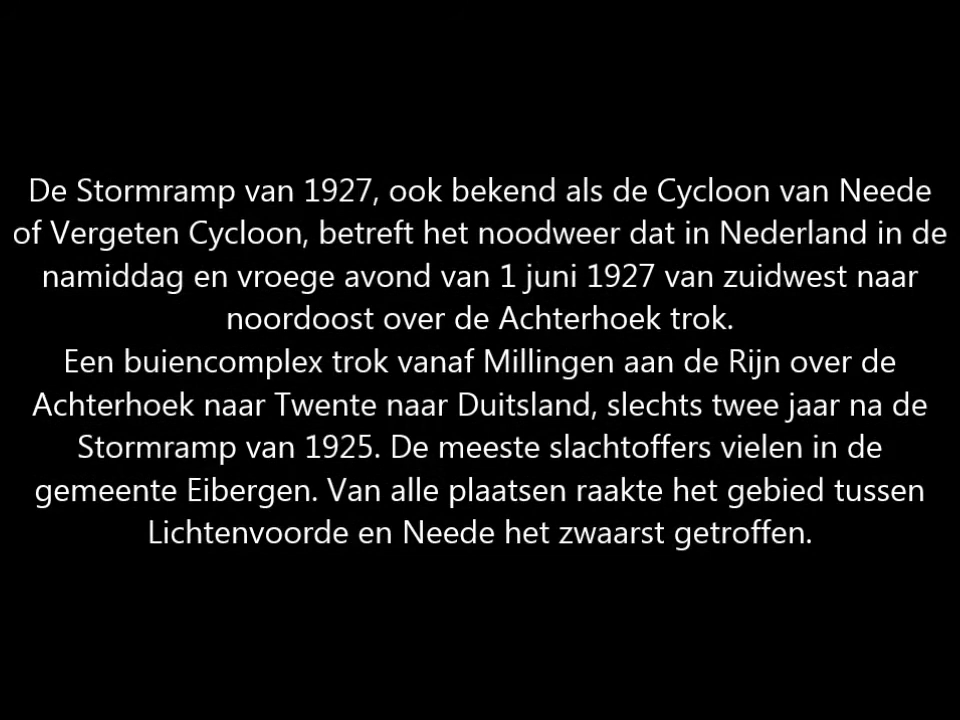 De Stormramp van 1927, ook bekend als de Cycloon van Neede
of Vergeten Cycloon, betreft het noodweer dat in Nederland in de
namiddag en vroege avond van 1 juni 1927 van zuidwest naar
noordoost over de Achterhoek trok.
Een buiencomplex trok vanaf Millingen aan de Rijn over de
Achterhoek naar Twente naar Duitsland, slechts twee jaar na de
Stormramp van 1925. De meeste slachtoffers vielen in de
gemeente Eibergen. Van alle plaatsen raakte het gebied tussen
Lichtenvoorde en Neede het zwaarst getroffen.